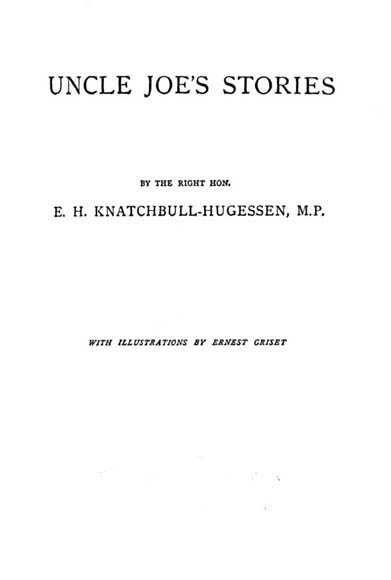 UNCLE JOE'S STORIES
BY THE RIGHT HON.
E. H. KNATCHBULL-HUGESSEN, M.P.
WITH ILLUSTRATIONS BY ERNEST GRISET